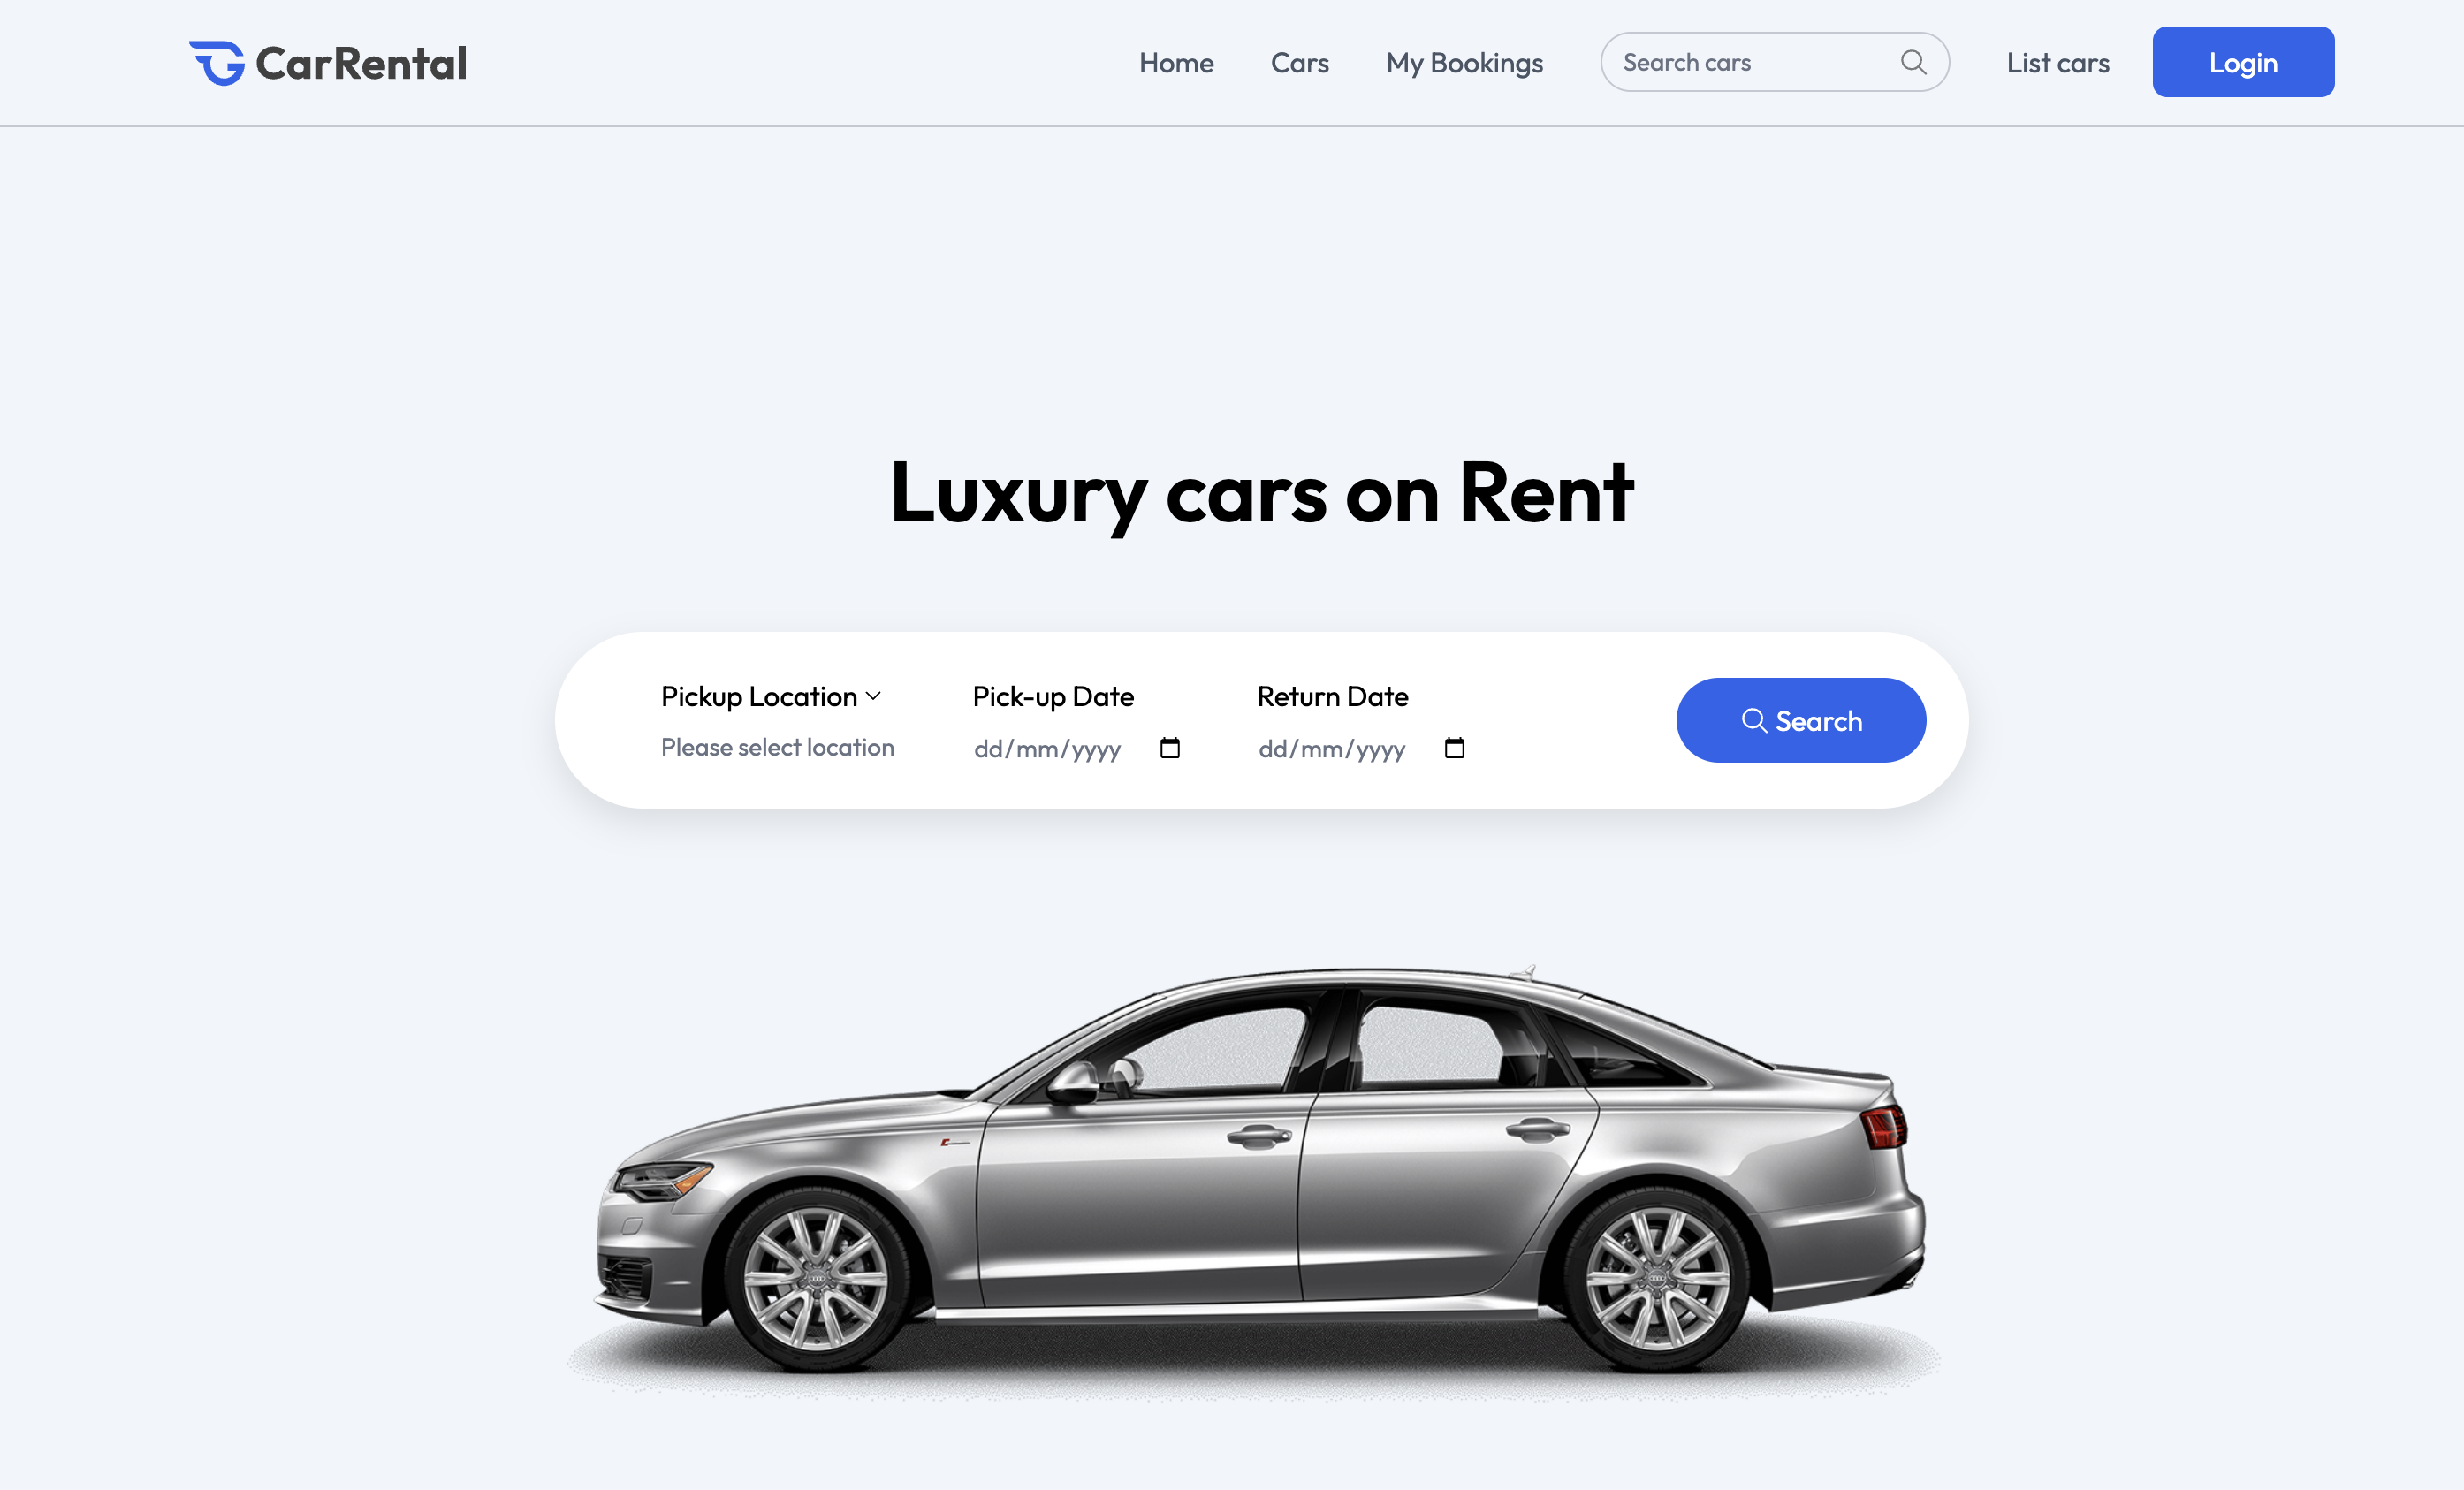 CarRental
Home
Cars
My Bookings
Search cars
List cars
Login
Luxury cars on Rent
Pickup Location
Please select location
Pick-up Date
dd/mm/yyyy
Return Date
dd/mm/yyyy
Search